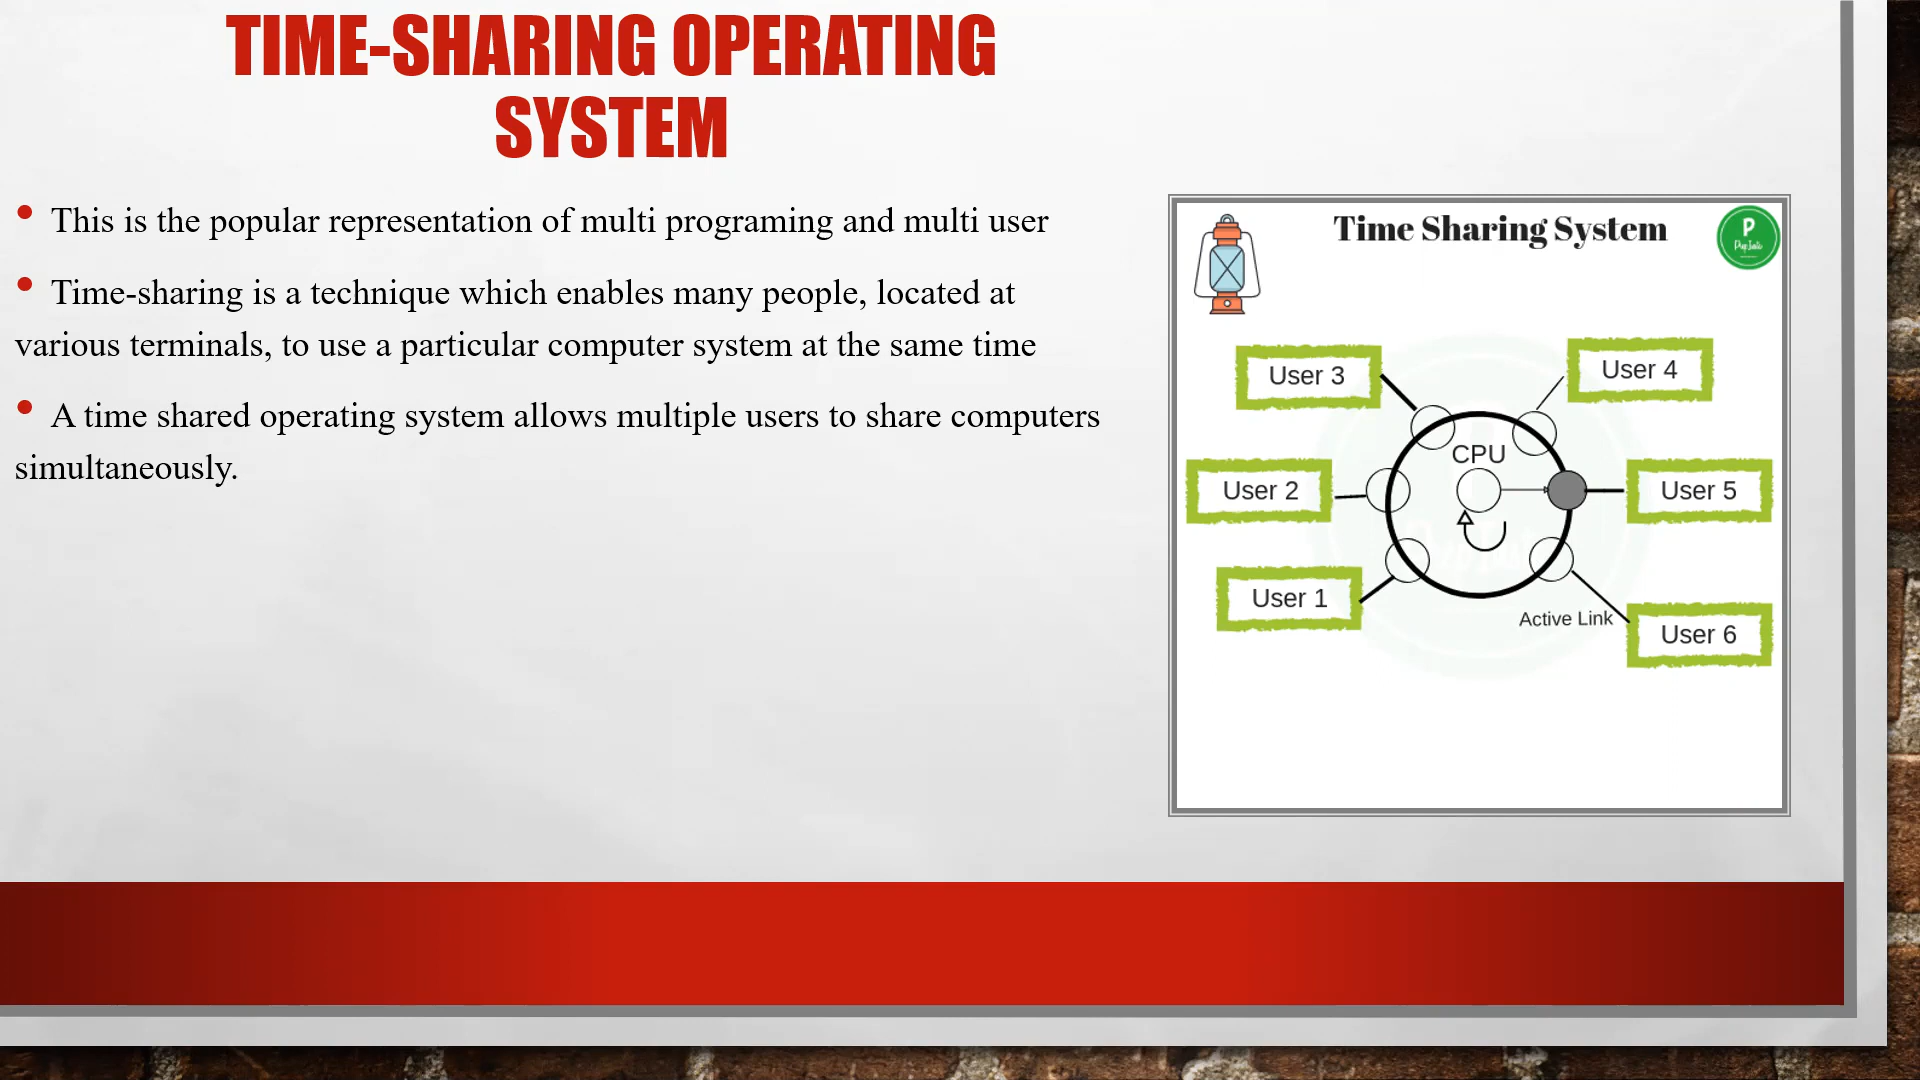 TIME-SHARING OPERATING
SYSTEM
• This is the popular representation of multi programing and multi user
• Time-sharing is a technique which enables many people, located at
various terminals, to use a particular computer system at the same time
• A time shared operating system allows multiple users to share computers
simultaneously.
Time Sharing System
P
User 3
User 4
CPU
User 2
User 5
User 1
Active Link
User 6